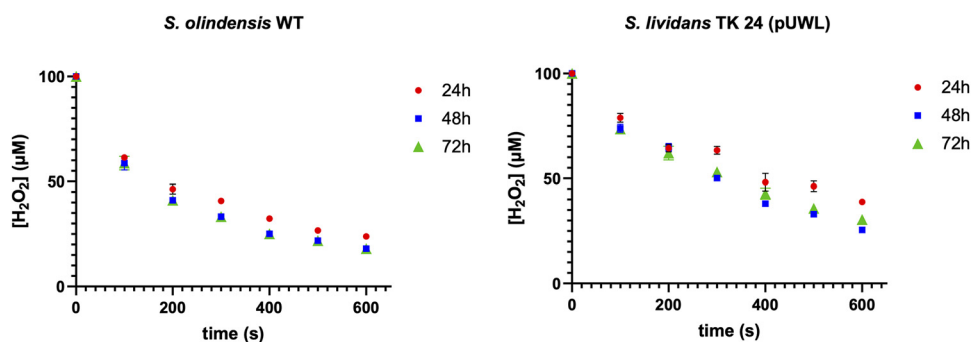 S. olindensis WT
100
50
0
[H₂O₂] (µM)
0 200 400 600
time (s)
24h
48h
72h
S. lividans TK 24 (pUWL)
100
50
0
[H₂O₂] (µM)
0 200 400 600
time (s)
24h
48h
72h